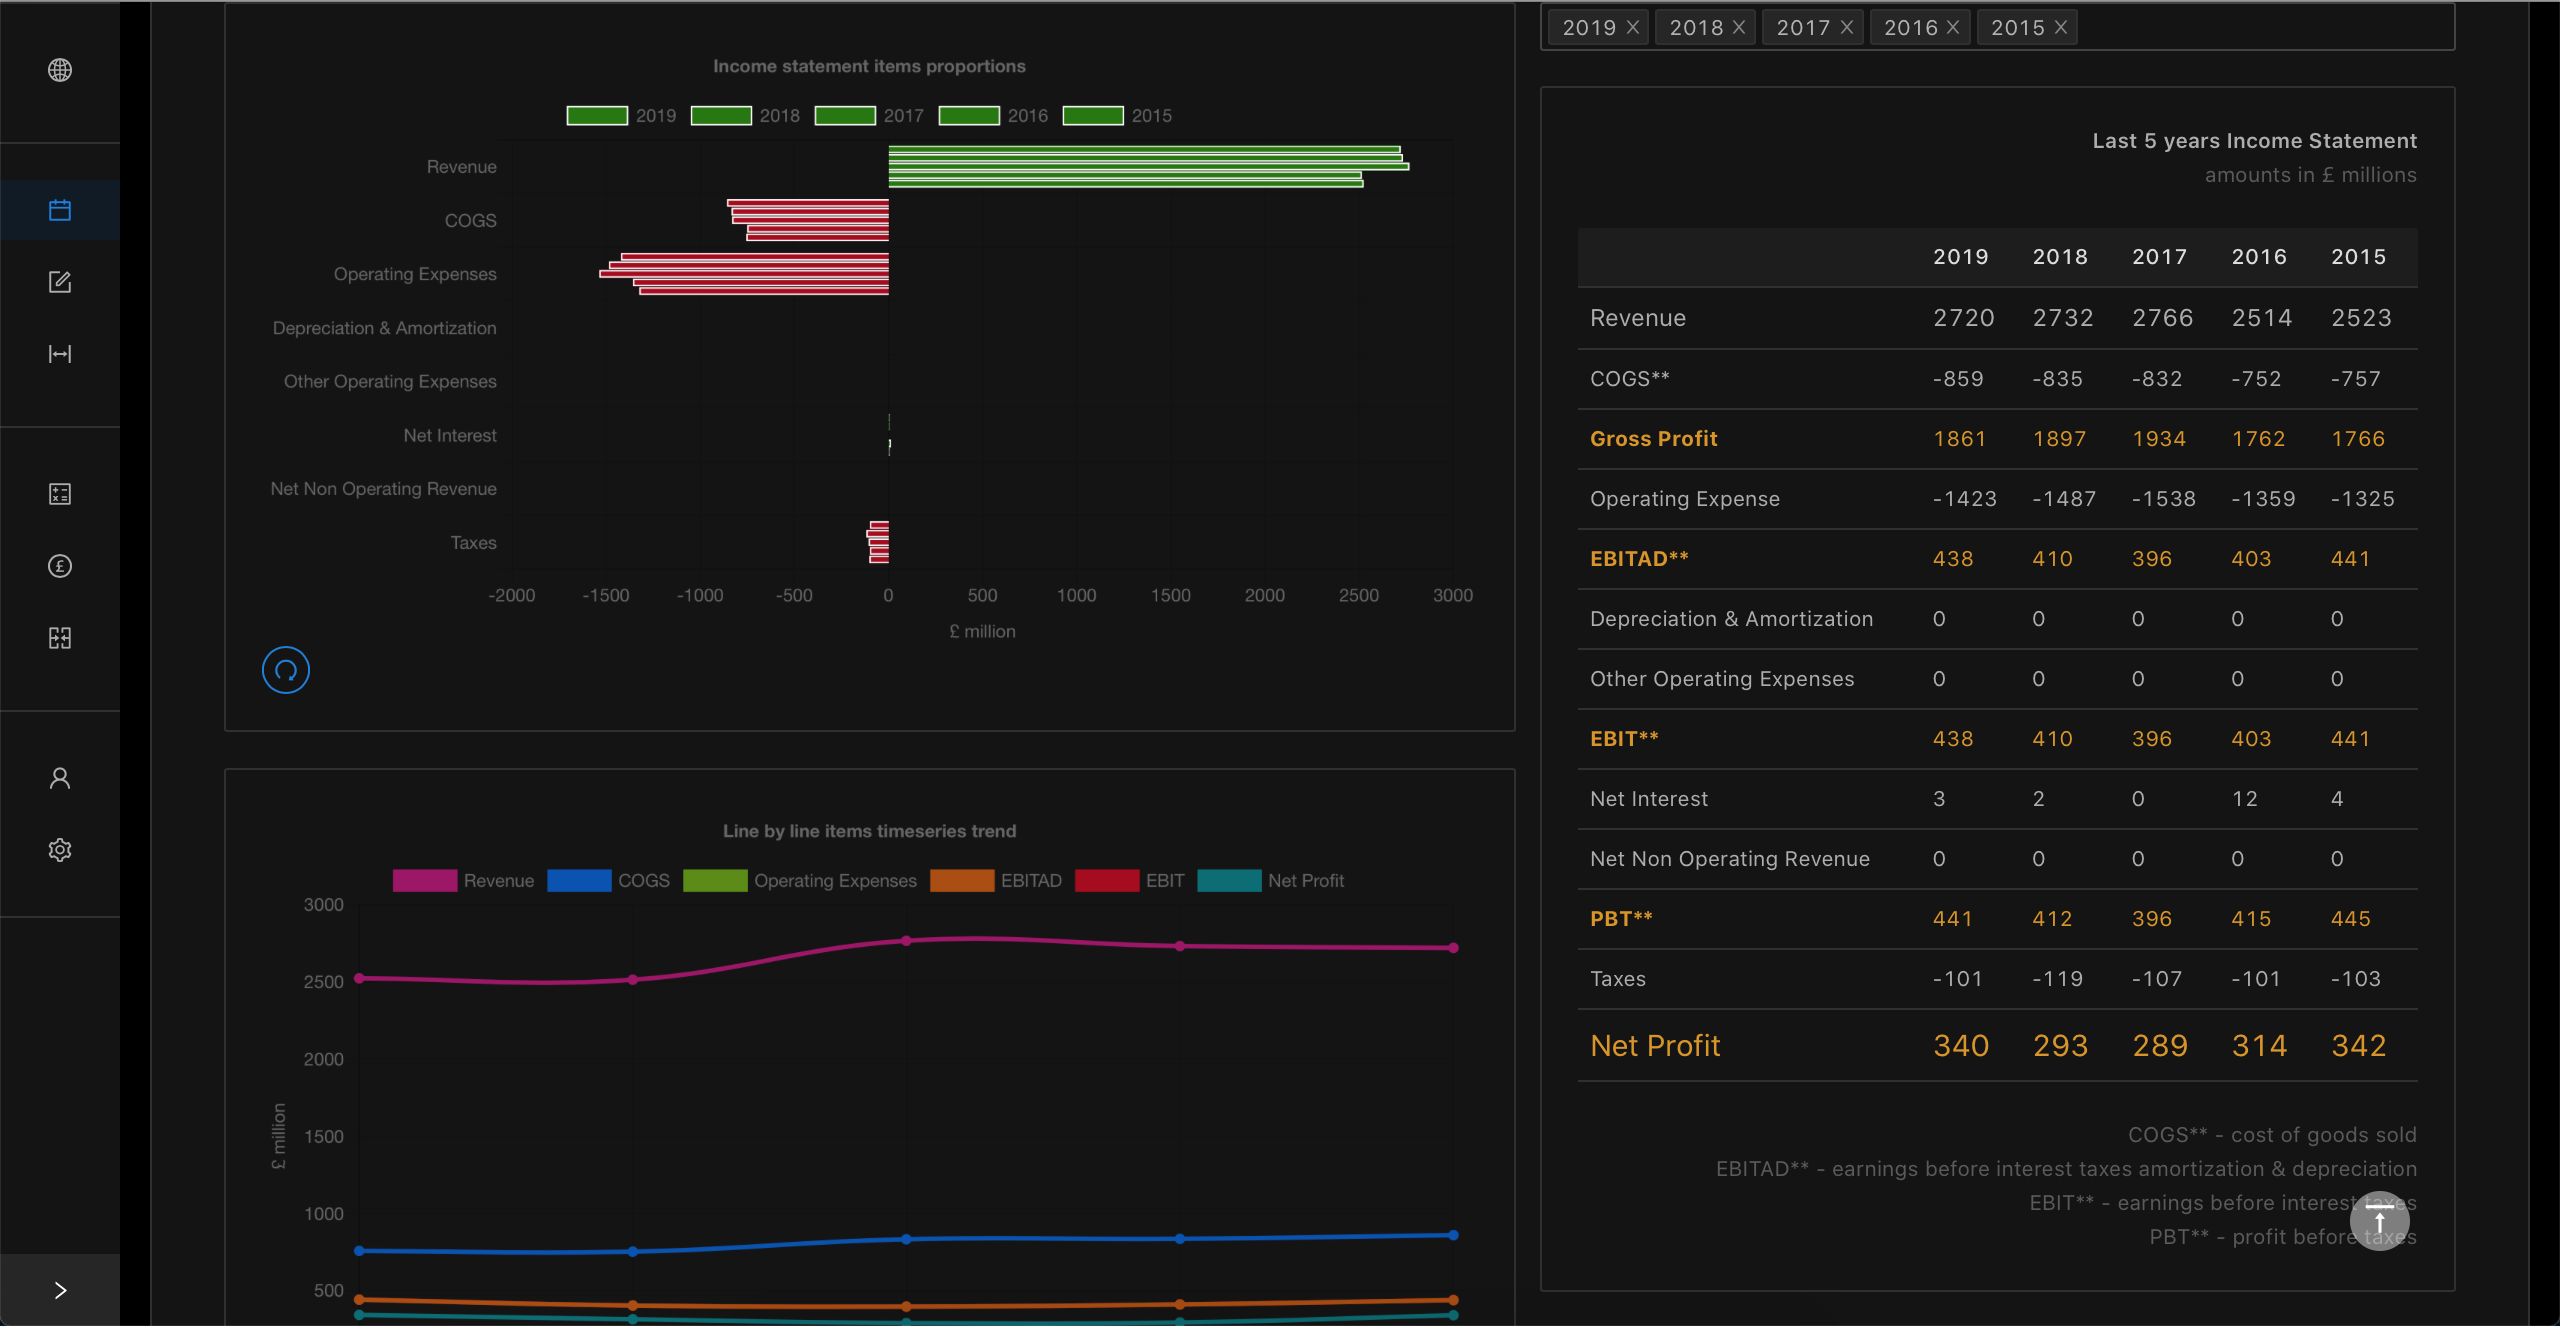 2019 2018 2017 2016 2015
Income statement items proportions
2019 2018 2017 2016 2015
Revenue
COGS
Operating Expenses
Depreciation & Amortization
Other Operating Expenses
Net Interest
Net Non Operating Revenue
Taxes
-2000 -1500 -1000 -500 0 500 1000 1500 2000 2500 3000
£ million
Line by line items timeseries trend
Revenue COGS Operating Expenses EBITAD EBIT Net Profit
3000
2500
2000
1500
1000
500
£ million
Last 5 years Income Statement
amounts in £ millions
2019 2018 2017 2016 2015
Revenue 2720 2732 2766 2514 2523
COGS** -859 -835 -832 -752 -757
Gross Profit 1861 1897 1934 1762 1766
Operating Expense -1423 -1487 -1538 -1359 -1325
EBITAD** 438 410 396 403 441
Depreciation & Amortization 0 0 0 0 0
Other Operating Expenses 0 0 0 0 0
EBIT** 438 410 396 403 441
Net Interest 3 2 0 12 4
Net Non Operating Revenue 0 0 0 0 0
PBT** 441 412 396 415 445
Taxes -101 -119 -107 -101 -103
Net Profit 340 293 289 314 342
COGS** - cost of goods sold
EBITAD** - earnings before interest taxes amortization & depreciation
EBIT** - earnings before interest taxes
PBT** - profit before taxes